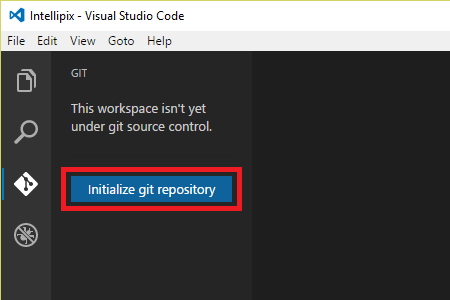 Intellipix - Visual Studio Code
File Edit View Goto Help
GIT
This workspace isn't yet
under git source control.
Initialize git repository